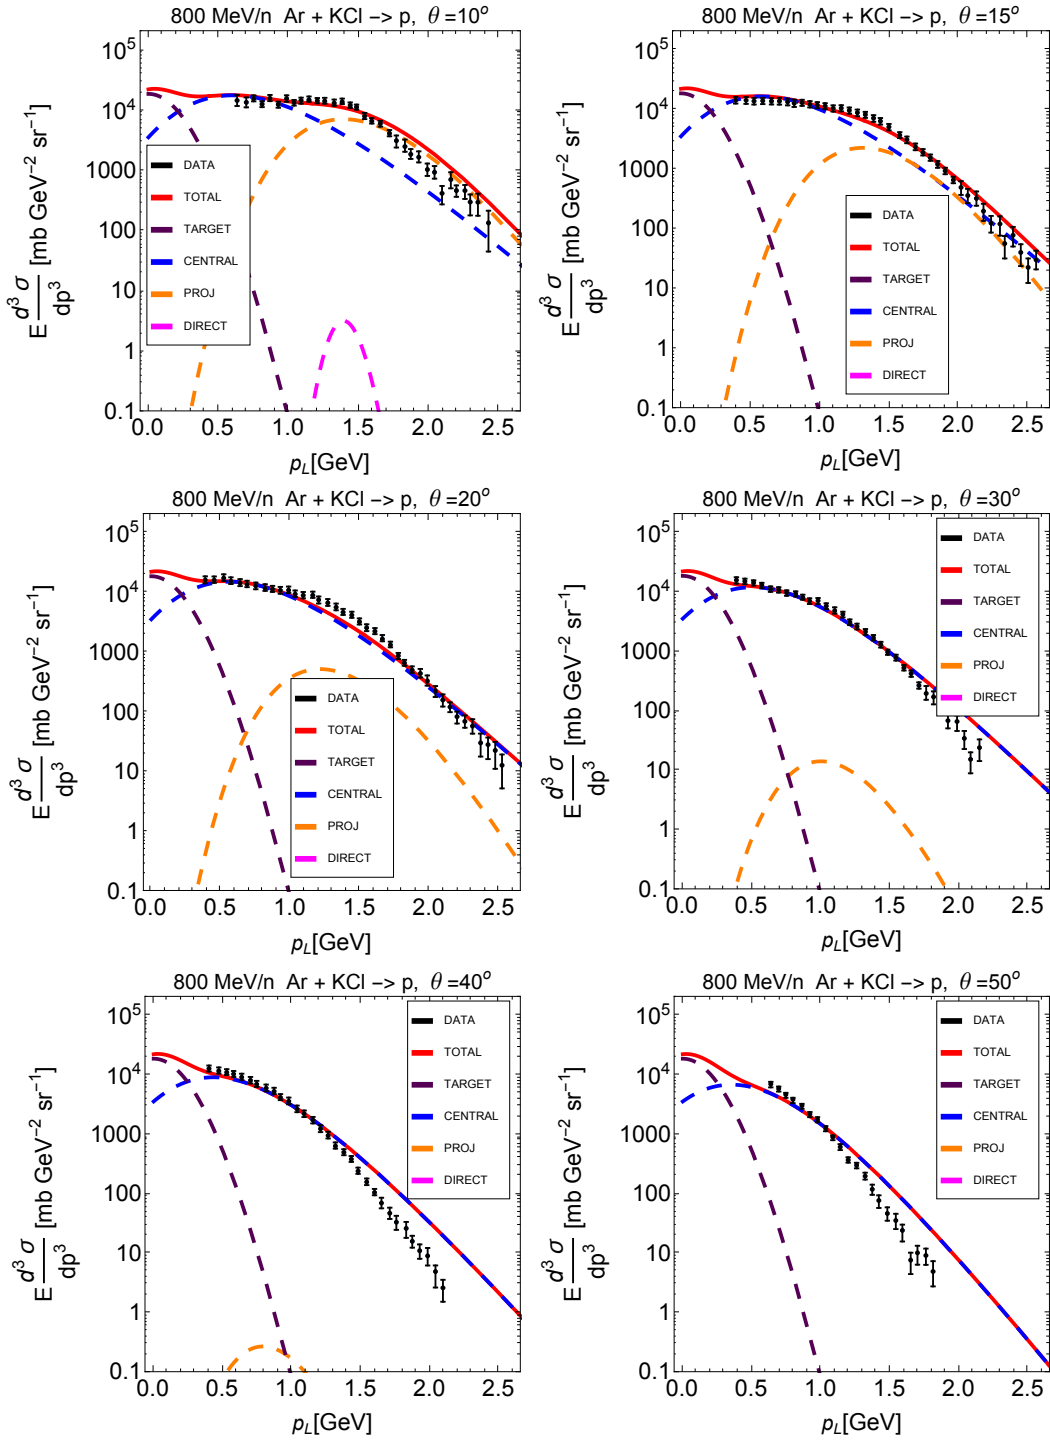 800 MeV/n Ar + KCl -> p, θ =10°
E d³ σ / dp³ [mb GeV⁻² sr⁻¹]
10⁵
10⁴
1000
100
10
1
0.1
DATA
TOTAL
TARGET
CENTRAL
PROJ
DIRECT
0.0 0.5 1.0 1.5 2.0 2.5
p_L[GeV]
800 MeV/n Ar + KCl -> p, θ =15°
E d³ σ / dp³ [mb GeV⁻² sr⁻¹]
10⁵
10⁴
1000
100
10
1
0.1
DATA
TOTAL
TARGET
CENTRAL
PROJ
DIRECT
0.0 0.5 1.0 1.5 2.0 2.5
p_L[GeV]
800 MeV/n Ar + KCl -> p, θ =20°
E d³ σ / dp³ [mb GeV⁻² sr⁻¹]
10⁵
10⁴
1000
100
10
1
0.1
DATA
TOTAL
TARGET
CENTRAL
PROJ
DIRECT
0.0 0.5 1.0 1.5 2.0 2.5
p_L[GeV]
800 MeV/n Ar + KCl -> p, θ =30°
E d³ σ / dp³ [mb GeV⁻² sr⁻¹]
10⁵
10⁴
1000
100
10
1
0.1
DATA
TOTAL
TARGET
CENTRAL
PROJ
DIRECT
0.0 0.5 1.0 1.5 2.0 2.5
p_L[GeV]
800 MeV/n Ar + KCl -> p, θ =40°
E d³ σ / dp³ [mb GeV⁻² sr⁻¹]
10⁵
10⁴
1000
100
10
1
0.1
DATA
TOTAL
TARGET
CENTRAL
PROJ
DIRECT
0.0 0.5 1.0 1.5 2.0 2.5
p_L[GeV]
800 MeV/n Ar + KCl -> p, θ =50°
E d³ σ / dp³ [mb GeV⁻² sr⁻¹]
10⁵
10⁴
1000
100
10
1
0.1
DATA
TOTAL
TARGET
CENTRAL
PROJ
DIRECT
0.0 0.5 1.0 1.5 2.0 2.5
p_L[GeV]